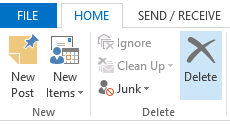 FILE HOME SEND / RECEIVE
New Post
New Items
Ignore
Clean Up
Junk
Delete
New
Delete